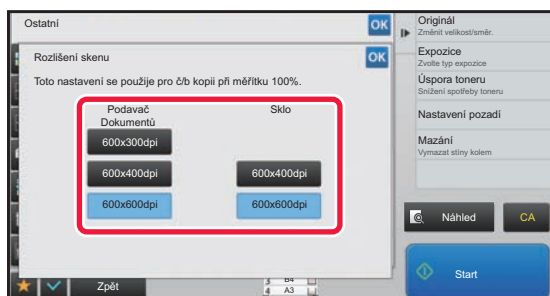 Ostatní
OK
Rozlišení skenu
OK
Toto nastavení se použije pro č/b kopii při měřítku 100%.
Podavač
Dokumentů
Sklo
600x300dpi
600x400dpi
600x400dpi
600x600dpi
600x600dpi
Zpět
3 B4
4 A3
Originál
Změnit velikost/směr.
Expozice
Zvolte typ expozice
Úspora toneru
Snížení spotřeby toneru
Nastavení pozadí
Mazání
Vymazat stíny kolem
Náhled
CA
Start